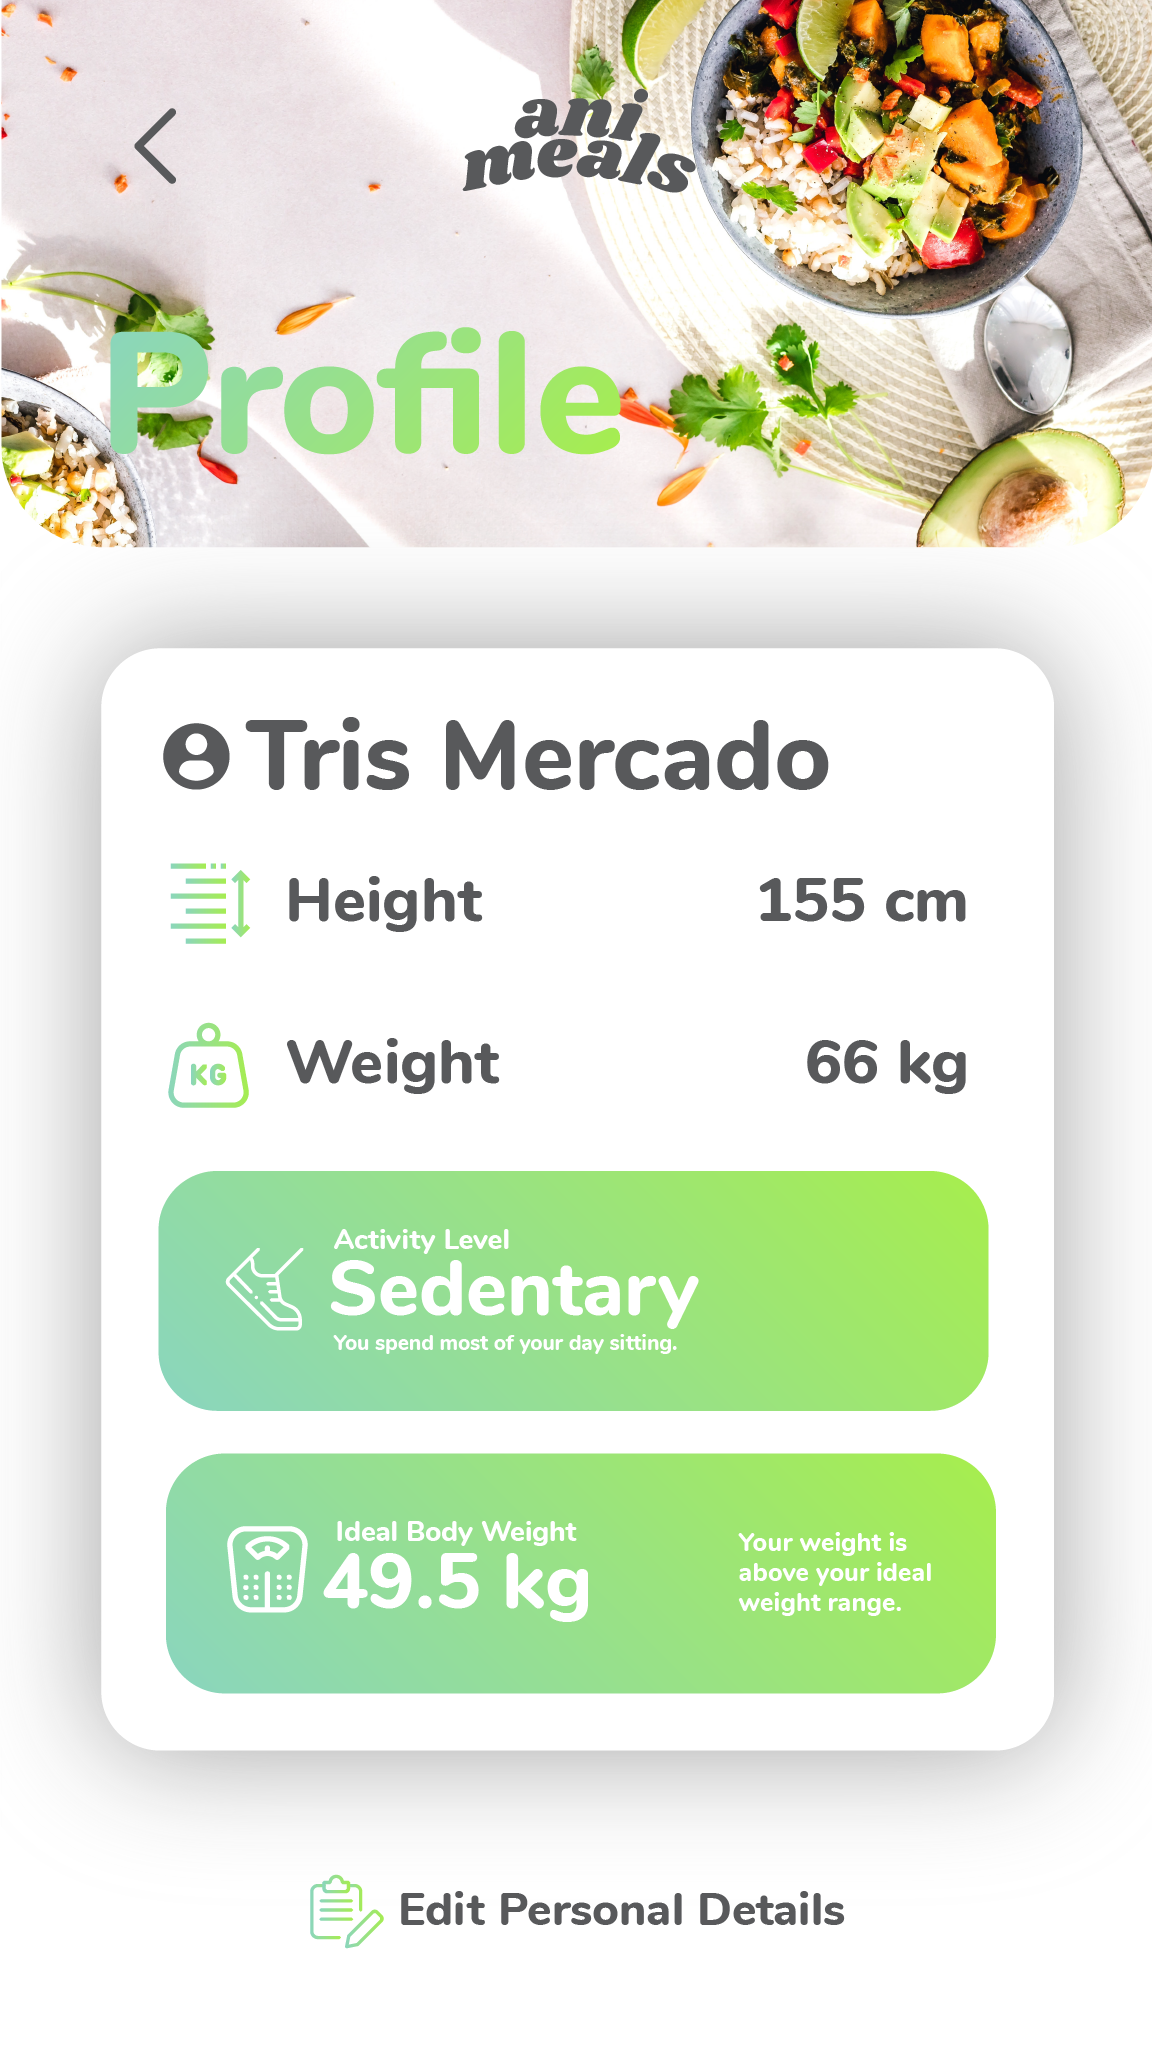 ani
meals
Profile
Tris Mercado
Height 155 cm
KG
Weight 66 kg
Activity Level
Sedentary
You spend most of your day sitting.
Ideal Body Weight
49.5 kg
Your weight is
above your ideal
weight range.
Edit Personal Details